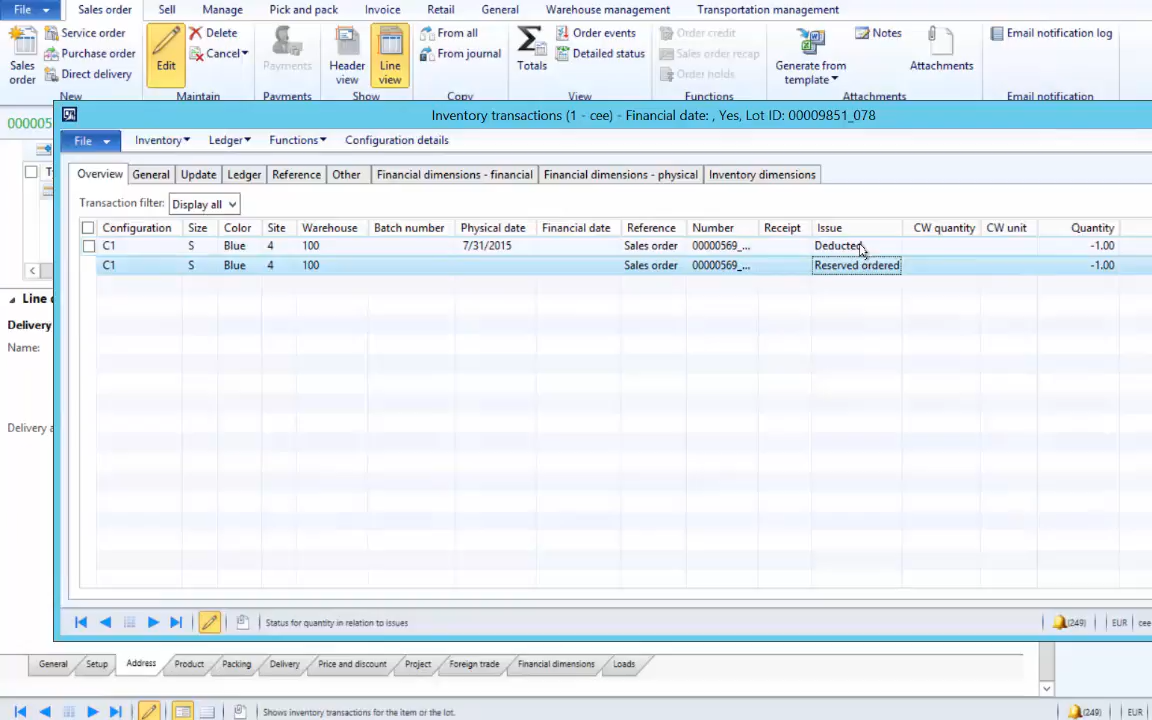 File Sales order Sell Manage Pick and pack Invoice Retail General Warehouse management Transportation management
Service order Delete From all Order events Order credit Notes Email notification log
Purchase order Cancel From journal Detailed status Sales order recap
Direct delivery Order holds
Sales order Edit Payments Header view Line view Totals Generate from template Attachments
New Maintain Payments Show Copy View Functions Attachments Email notification
Inventory transactions (1 - cee) - Financial date: , Yes, Lot ID: 00009851_078
File Inventory Ledger Functions Configuration details
Overview General Update Ledger Reference Other Financial dimensions - financial Financial dimensions - physical Inventory dimensions
Transaction filter: Display all
Configuration Size Color Site Warehouse Batch number Physical date Financial date Reference Number Receipt Issue CW quantity CW unit Quantity
C1 S Blue 4 100 7/31/2015 Sales order 00000569_... Deducted -1.00
C1 S Blue 4 100 Sales order 00000569_... Reserved ordered -1.00
Delivery
Name:
Status for quantity in relation to issues (249) EUR cee
General Setup Address Product Packing Delivery Price and discount Project Foreign trade Financial dimensions Loads
Shows inventory transactions for the item or the lot. (249) EUR